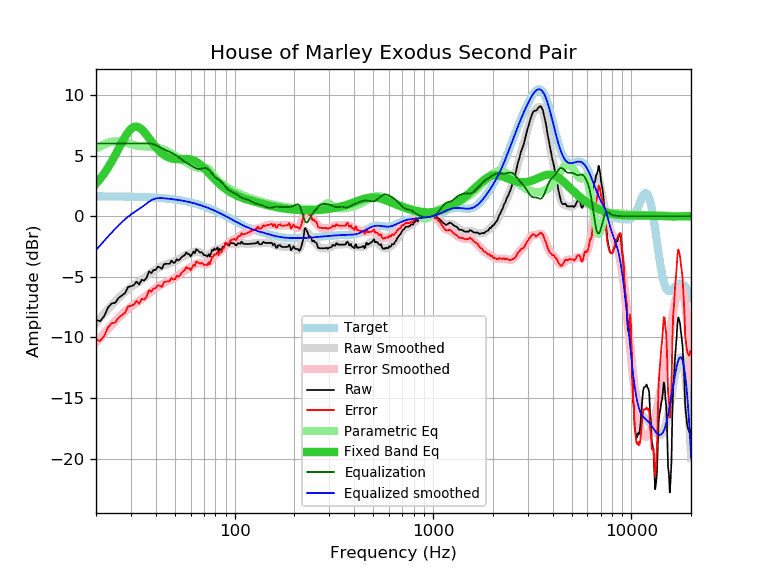 House of Marley Exodus Second Pair
10
5
0
−5
−10
−15
−20
Amplitude (dBr)
Target
Raw Smoothed
Error Smoothed
Raw
Error
Parametric Eq
Fixed Band Eq
Equalization
Equalized smoothed
100
1000
10000
Frequency (Hz)